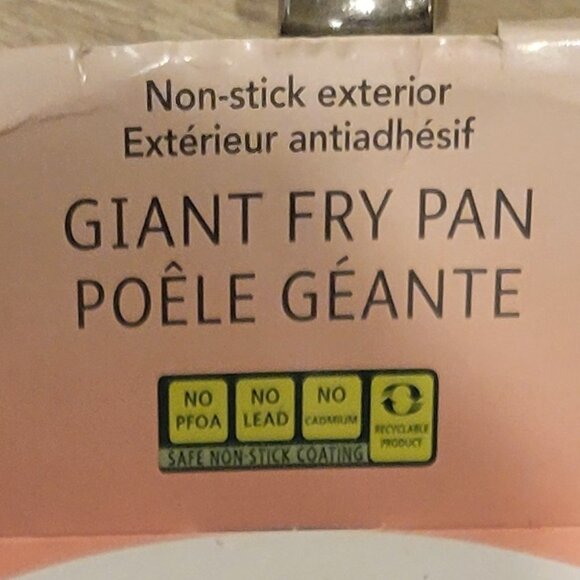 Non-stick exterior
Extérieur antiadhésif
GIANT FRY PAN
POÊLE GÉANTE
NO PFOA
NO LEAD
NO CADMIUM
RECYCLABLE PRODUCT
SAFE NON-STICK COATING